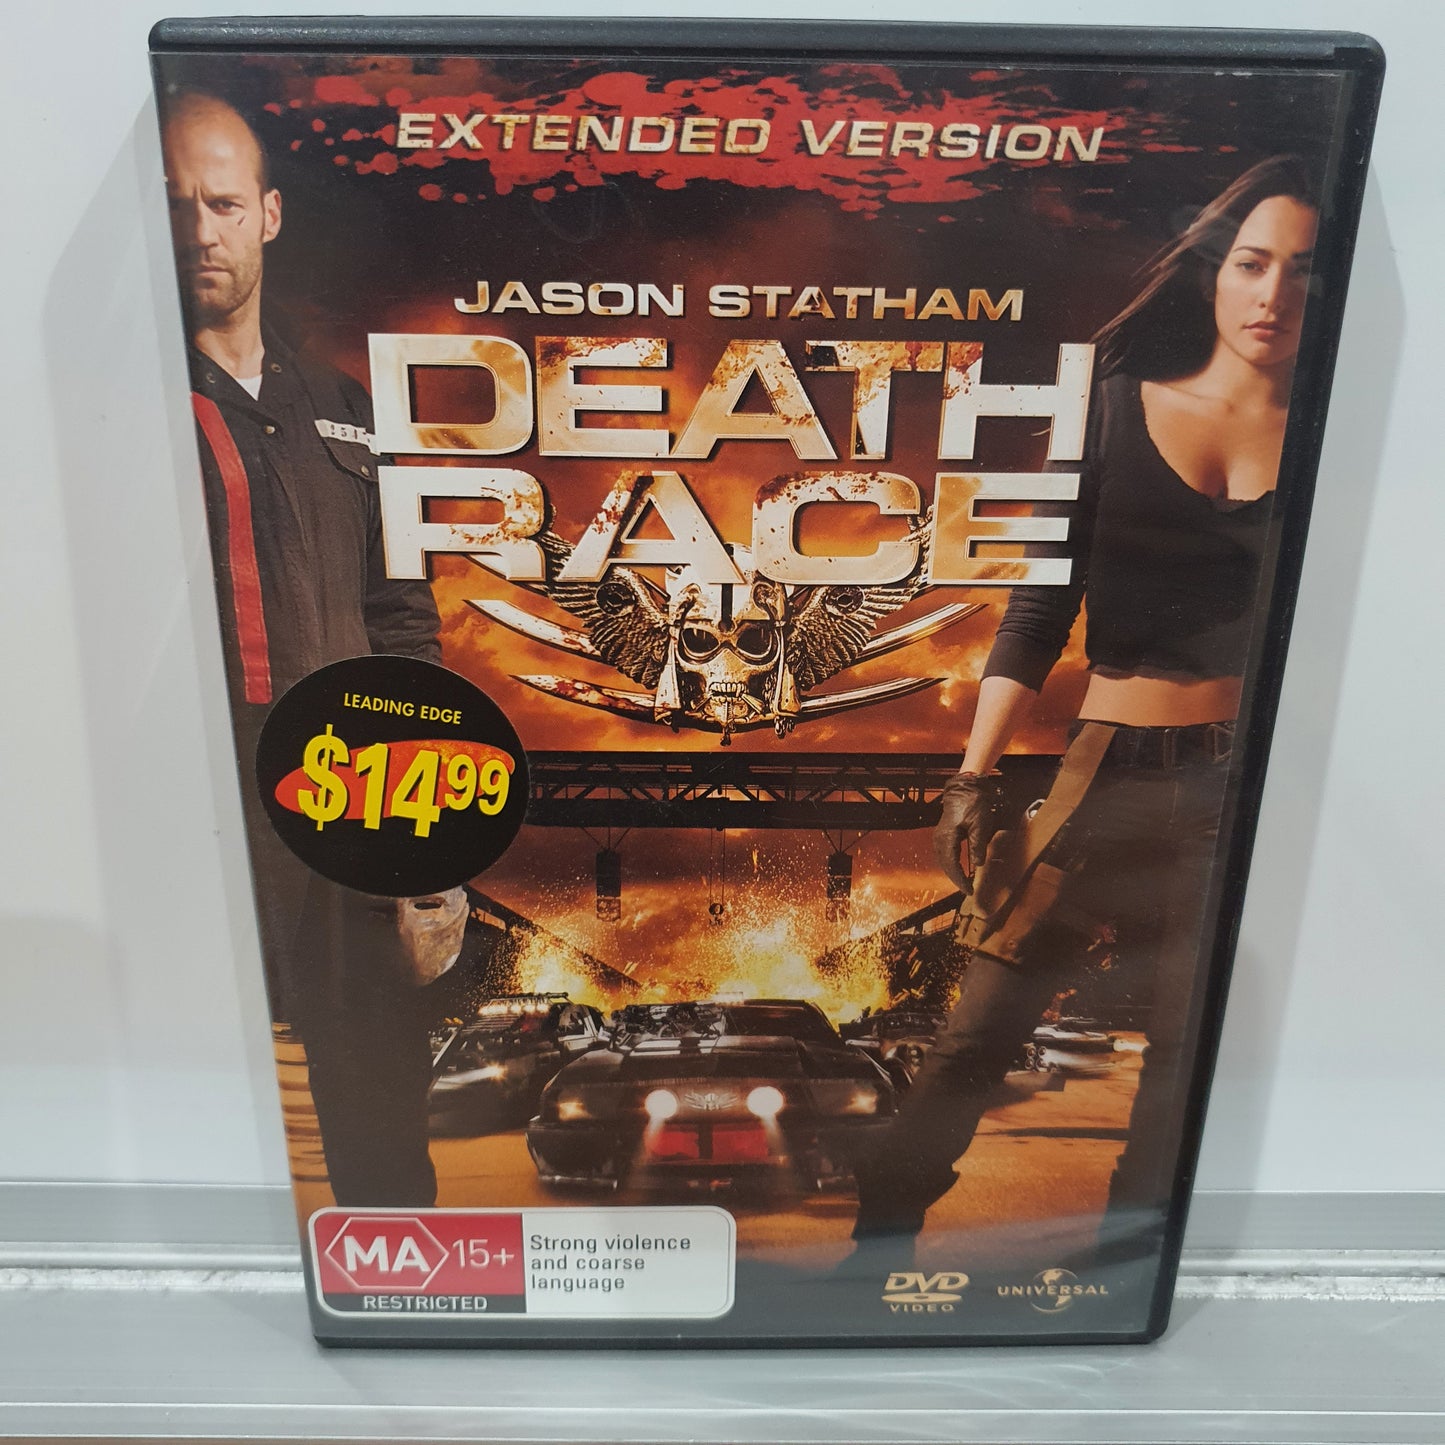 EXTENDED VERSION
JASON STATHAM
DEATH
RACE
LEADING EDGE
$14.99
MA 15+
RESTRICTED
Strong violence
and coarse
language
DVD
VIDEO
UNIVERSAL